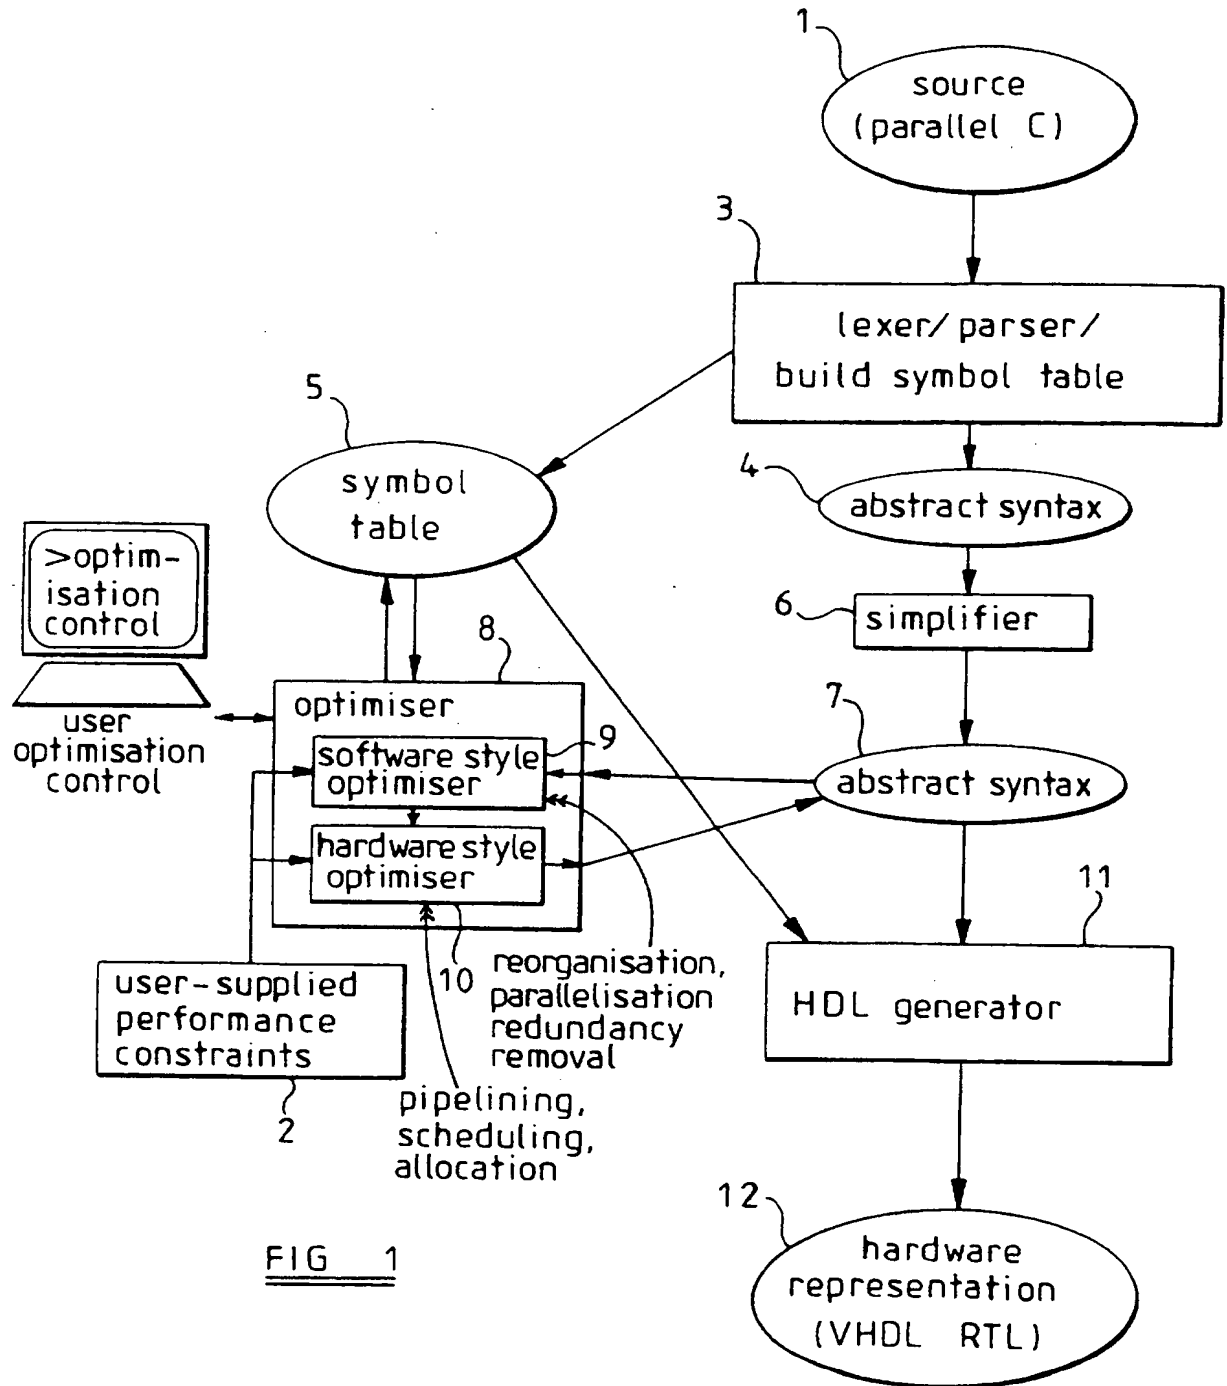 1
source
(parallel C)
3
lexer/parser/
build symbol table
5
symbol
table
4
abstract syntax
>optim-
isation
control
6
simplifier
user
optimisation
control
8
optimiser
9
software style
optimiser
hardware style
optimiser
7
abstract syntax
10
reorganisation,
parallelisation
redundancy
removal
11
HDL generator
user-supplied
performance
constraints
2
pipelining,
scheduling,
allocation
12
hardware
representation
(VHDL RTL)
FIG 1